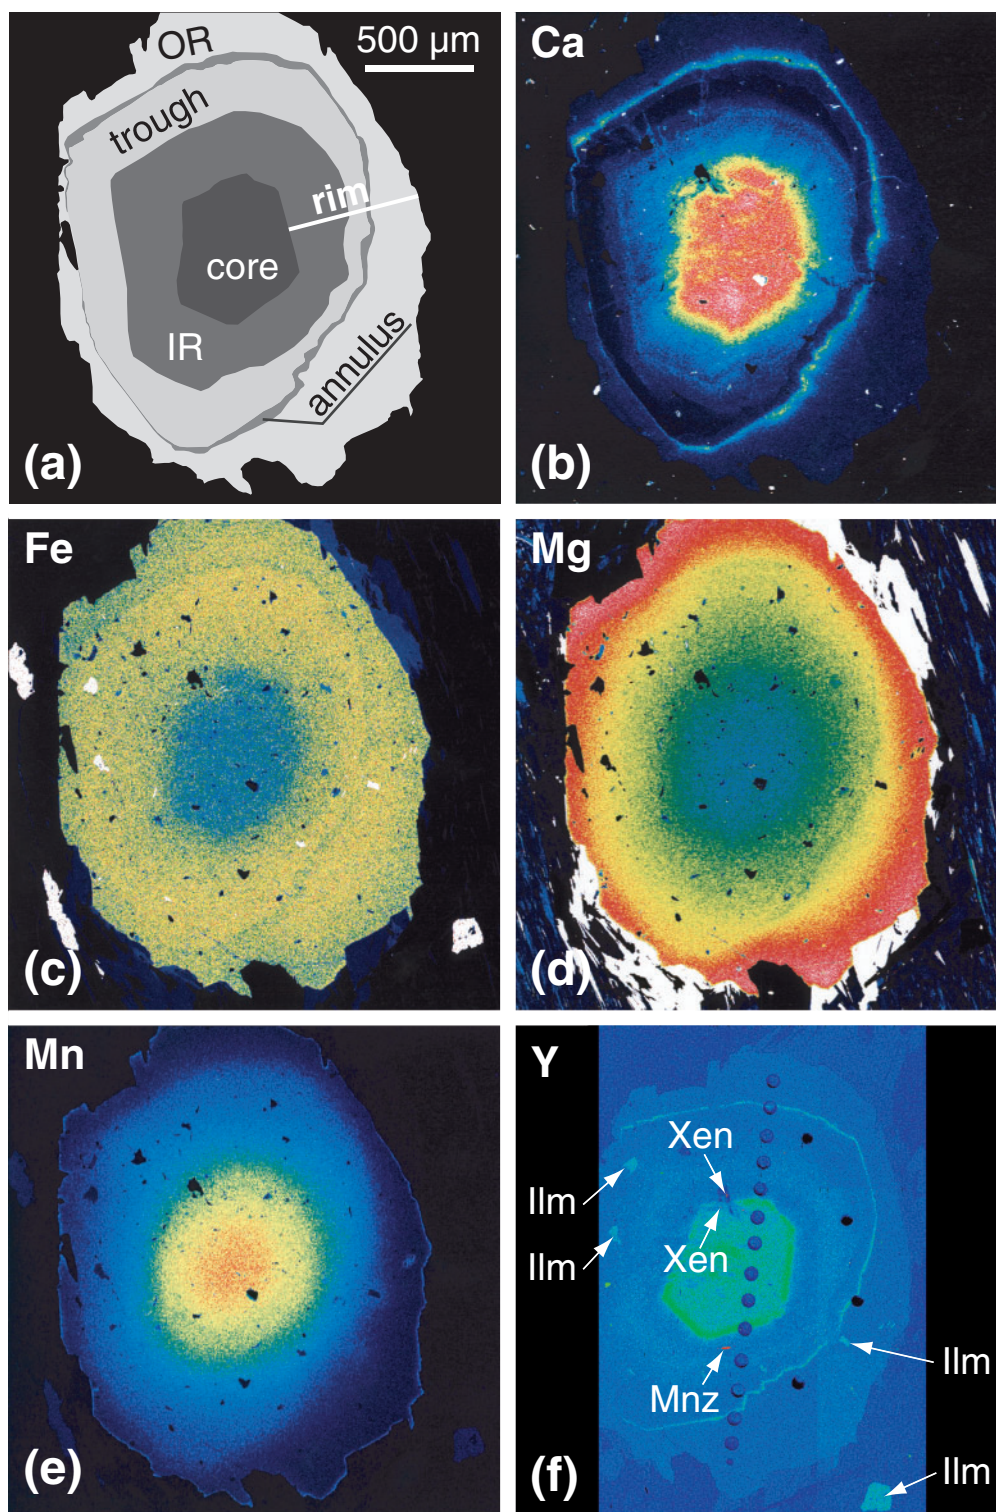 OR
500 µm
trough
rim
core
IR
annulus
(a)
Ca
(b)
Fe
(c)
Mg
(d)
Mn
(e)
Y
Xen
Ilm
Xen
Ilm
Ilm
Mnz
Ilm
(f)